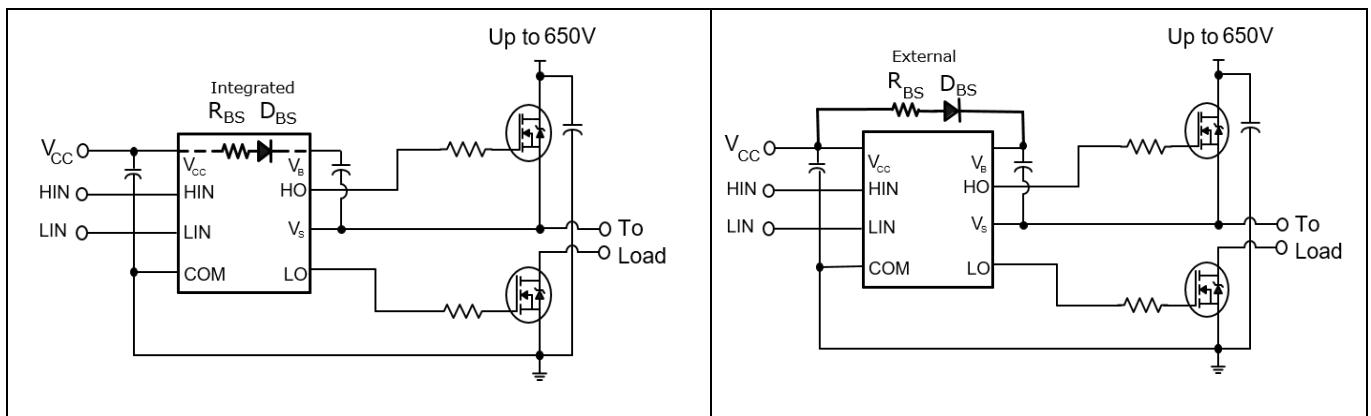 Up to 650V
Integrated
RBS DBS
VCC
VCC
VB
HIN
HIN
HO
LIN
LIN
VS
To
Load
COM
LO
Up to 650V
External
RBS DBS
VCC
VCC
VB
HIN
HIN
HO
LIN
LIN
VS
To
Load
COM
LO